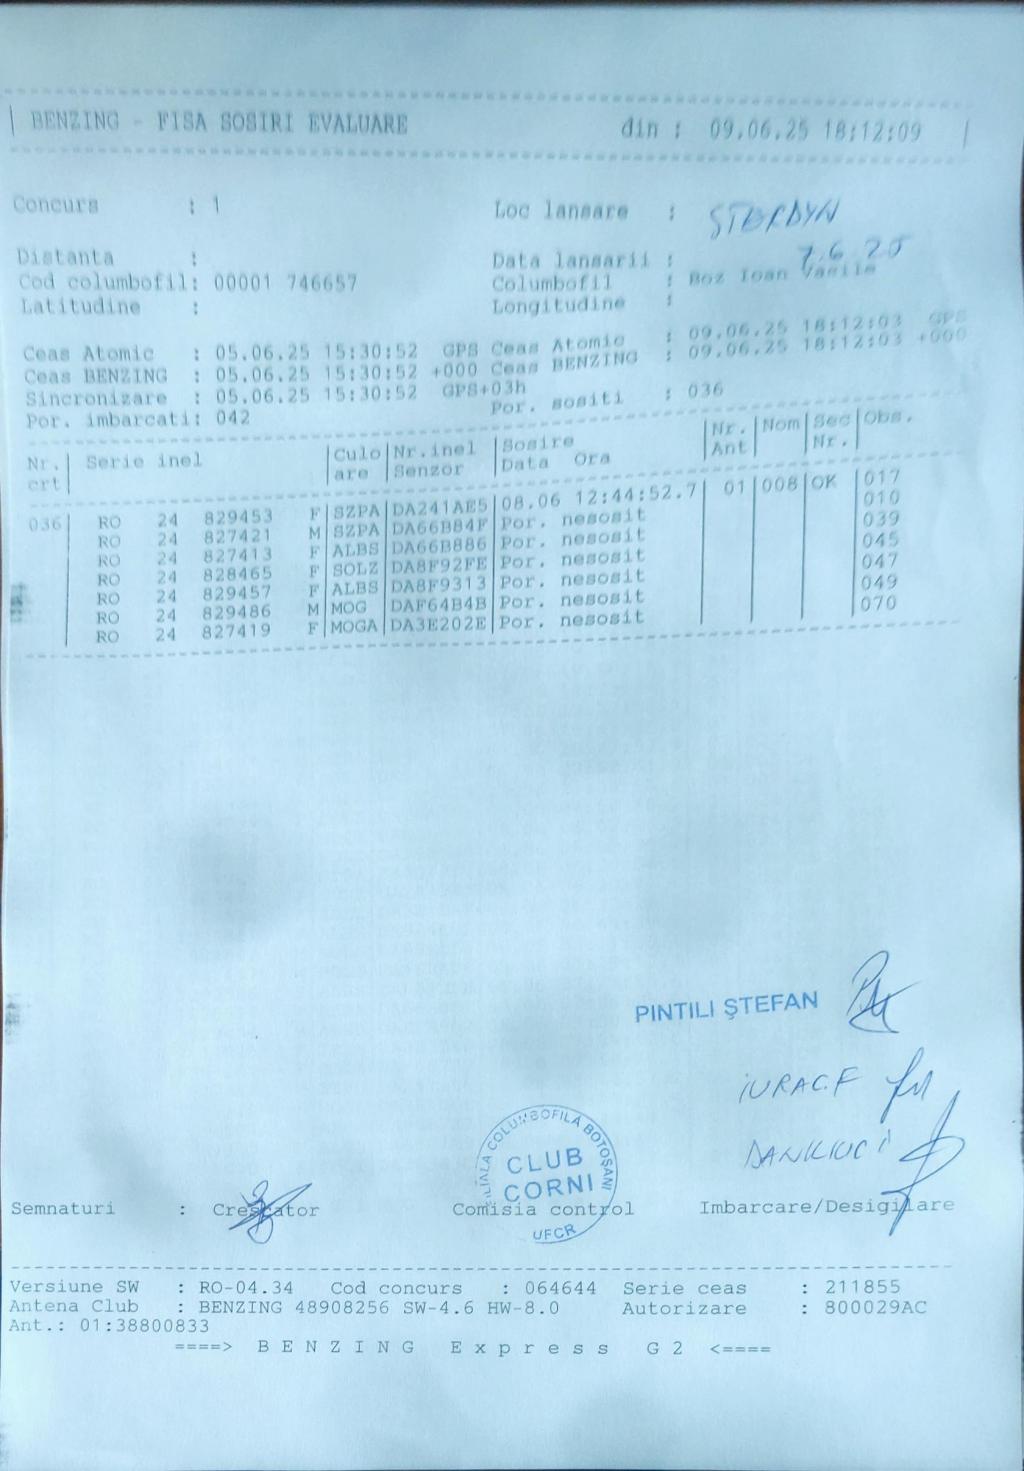 BENZING - FISA SOSIRI EVALUARE din : 09.06.25 18:12:09
Concurs : 1 Loc lansare : STERDYN
Distanta : Data lansarii : 7.6.25
Cod columbofil: 00001 746657 Columbofil : Boz Ioan Vasile
Latitudine : Longitudine :
Ceas Atomic : 05.06.25 15:30:52 GPS Ceas Atomic : 09.06.25 18:12:03 GPS
Ceas BENZING : 05.06.25 15:30:52 +000 Ceas BENZING : 09.06.25 18:12:03 +000
Sincronizare : 05.06.25 15:30:52 GPS+03h
Por. imbarcati: 042 Por. sositi : 036
Nr. Serie inel Culo Nr.inel Sosire Nr. Nom Sec Obs.
crt are Senzor Data Ora Ant Nr.
036 RO 24 829453 F SZPA DA241AE5 08.06 12:44:52.7 01 008 OK 017
RO 24 827421 M SZPA DA66B84F Por. nesosit 010
RO 24 827413 F ALBS DA66B886 Por. nesosit 039
RO 24 828465 F SOLZ DA8F92FE Por. nesosit 045
RO 24 829457 F ALBS DA8F9313 Por. nesosit 047
RO 24 829486 M MOG DAF64B4B Por. nesosit 049
RO 24 827419 F MOGA DA3E202E Por. nesosit 070
PINTILI ŞTEFAN
IURAC.F
FILIALA COLUMBOFILĂ BOTOŞANI
CLUB
CORNI
UFCR
Semnaturi : Crescator Comisia control Imbarcare/Desigilare
Versiune SW : RO-04.34 Cod concurs : 064644 Serie ceas : 211855
Antena Club : BENZING 48908256 SW-4.6 HW-8.0 Autorizare : 800029AC
Ant.: 01:38800833
====> B E N Z I N G E x p r e s s G 2 <====